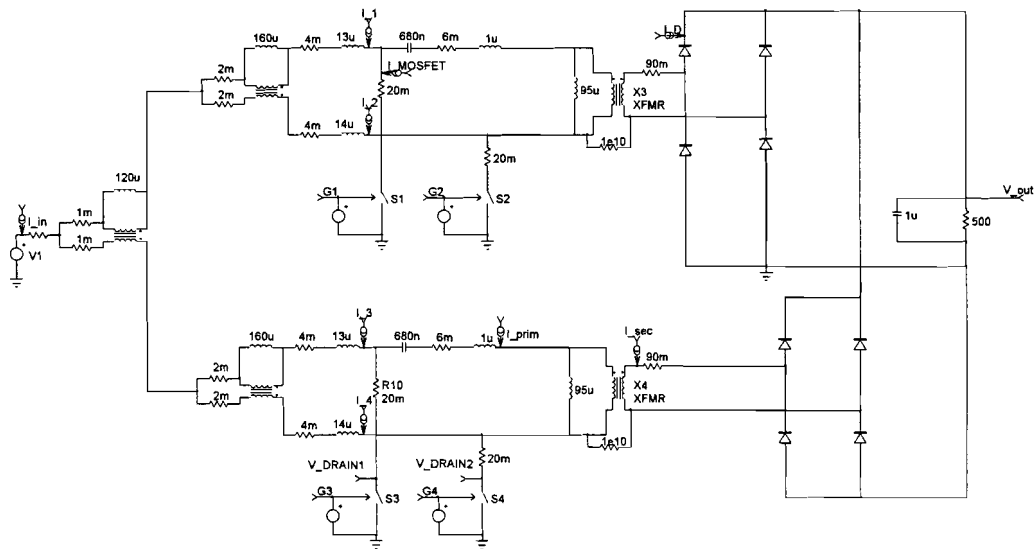 I_1
160u
4m
13u
680n
6m
1u
I_D
I_MOSFET
2m
20m
90m
2m
95u
X3
XFMR
I_2
4m
14u
1e10
20m
120u
G1
S1
G2
S2
V_out
1m
I_in
1u
500
1m
V1
I_3
160u
4m
13u
680n
6m
1u
I_prim
I_sec
90m
2m
R10
20m
95u
X4
XFMR
2m
I_4
4m
14u
1e10
20m
V_DRAIN1
V_DRAIN2
G3
S3
G4
S4